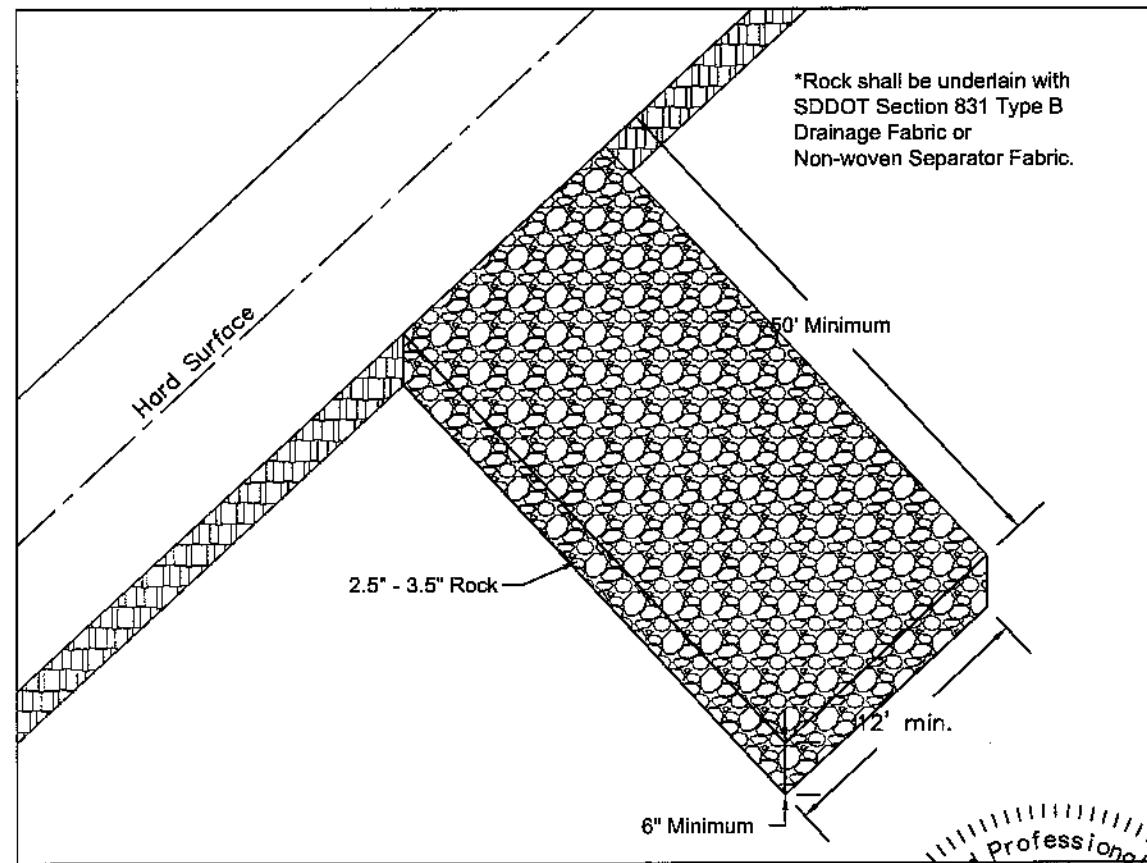 *Rock shall be underlain with
SDDOT Section 831 Type B
Drainage Fabric or
Non-woven Separator Fabric.
50' Minimum
Hard Surface
2.5" - 3.5" Rock
12' min.
6" Minimum
Professiona